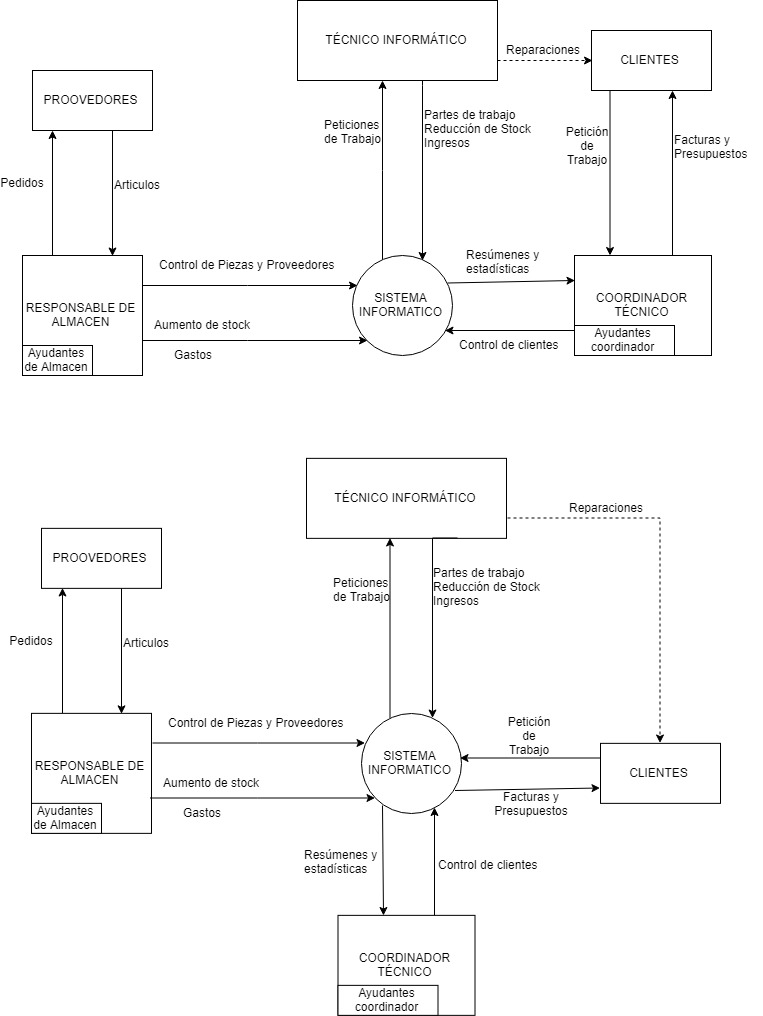 TÉCNICO INFORMÁTICO
Reparaciones
CLIENTES
PROOVEDORES
Peticiones
de Trabajo
Partes de trabajo
Reducción de Stock
Ingresos
Petición
de
Trabajo
Facturas y
Presupuestos
Pedidos
Articulos
Control de Piezas y Proveedores
Resúmenes y
estadísticas
RESPONSABLE DE
ALMACEN
SISTEMA
INFORMATICO
COORDINADOR
TÉCNICO
Aumento de stock
Gastos
Control de clientes
Ayudantes
de Almacen
Ayudantes
coordinador
TÉCNICO INFORMÁTICO
Reparaciones
PROOVEDORES
Peticiones
de Trabajo
Partes de trabajo
Reducción de Stock
Ingresos
Pedidos
Articulos
Control de Piezas y Proveedores
Petición
de
Trabajo
RESPONSABLE DE
ALMACEN
SISTEMA
INFORMATICO
CLIENTES
Aumento de stock
Gastos
Facturas y
Presupuestos
Ayudantes
de Almacen
Resúmenes y
estadísticas
Control de clientes
COORDINADOR
TÉCNICO
Ayudantes
coordinador